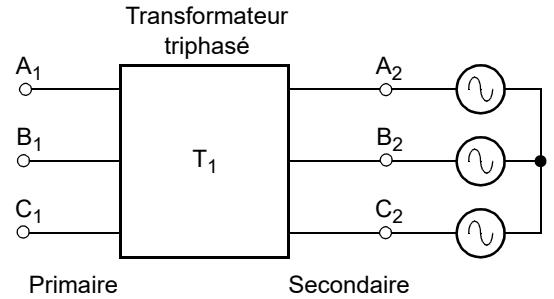 Transformateur
triphasé
A1
A2
B1
T1
B2
C1
C2
Primaire
Secondaire